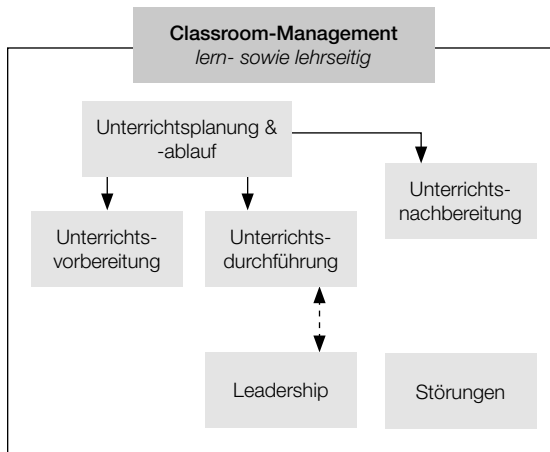 Classroom-Management
lern- sowie lehrseitig
Unterrichtsplanung &
-ablauf
Unterrichts-
nachbereitung
Unterrichts-
vorbereitung
Unterrichts-
durchführung
Leadership
Störungen